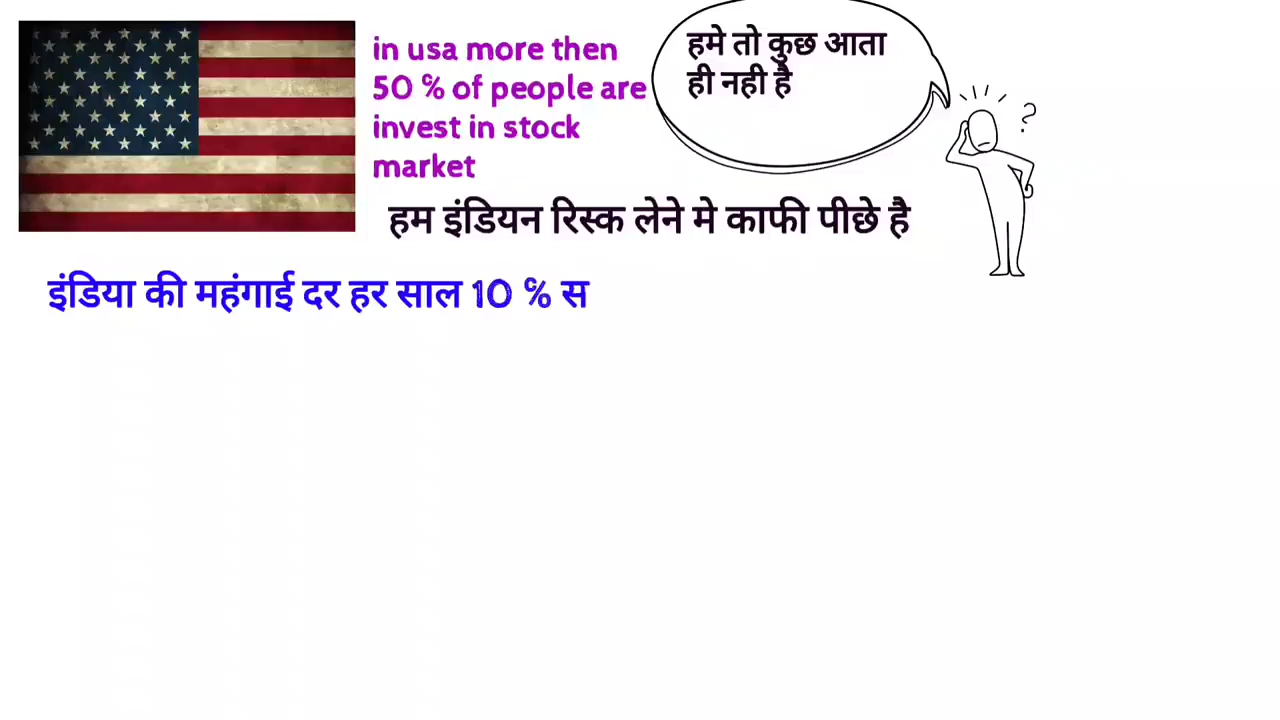 in usa more then
50 % of people are
invest in stock
market
हमे तो कुछ आता
ही नही है
?
हम इंडियन रिस्क लेने मे काफी पीछे है
इंडिया की महंगाई दर हर साल 10 % स